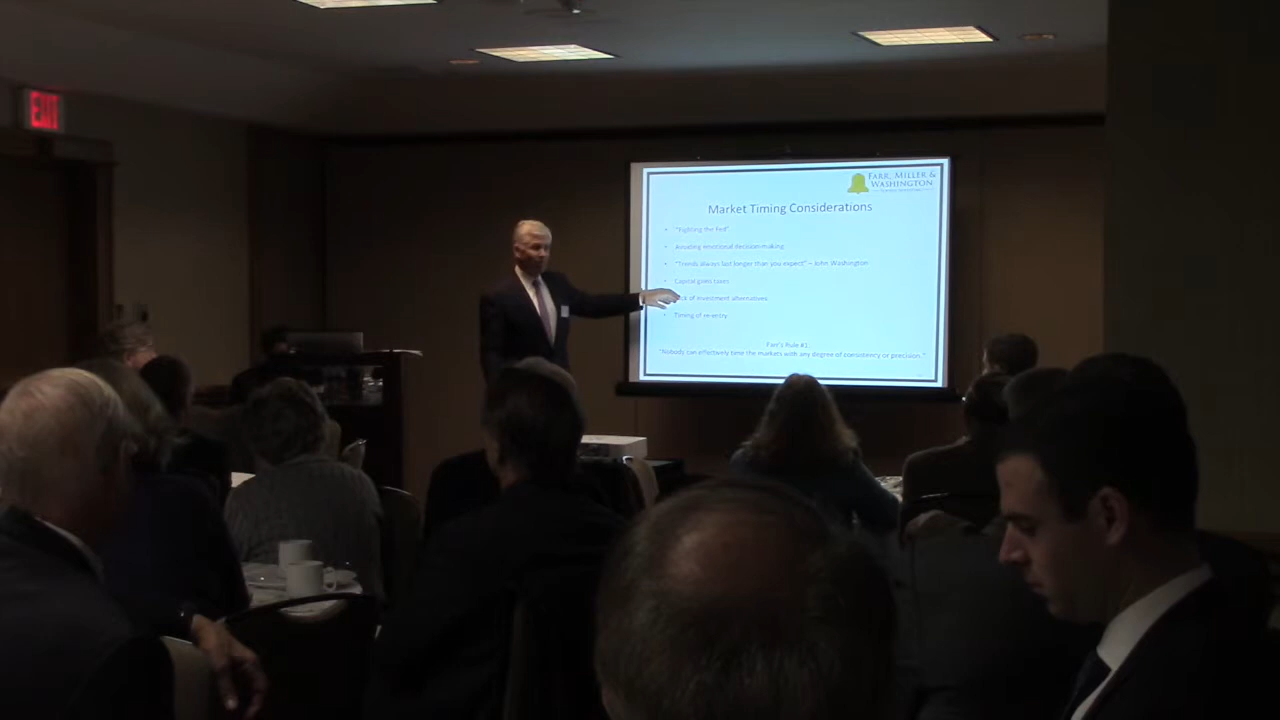 EXIT
FARR, MILLER &
WASHINGTON
Market Timing Considerations
• "Fighting the Fed"
• Avoiding emotional decision-making
• "Trends always last longer than you expect" – John Washington
• Capital gains taxes
of investment alternatives
• Timing of re-entry
Farr's Rule #1:
"Nobody can effectively time the markets with any degree of consistency or precision."